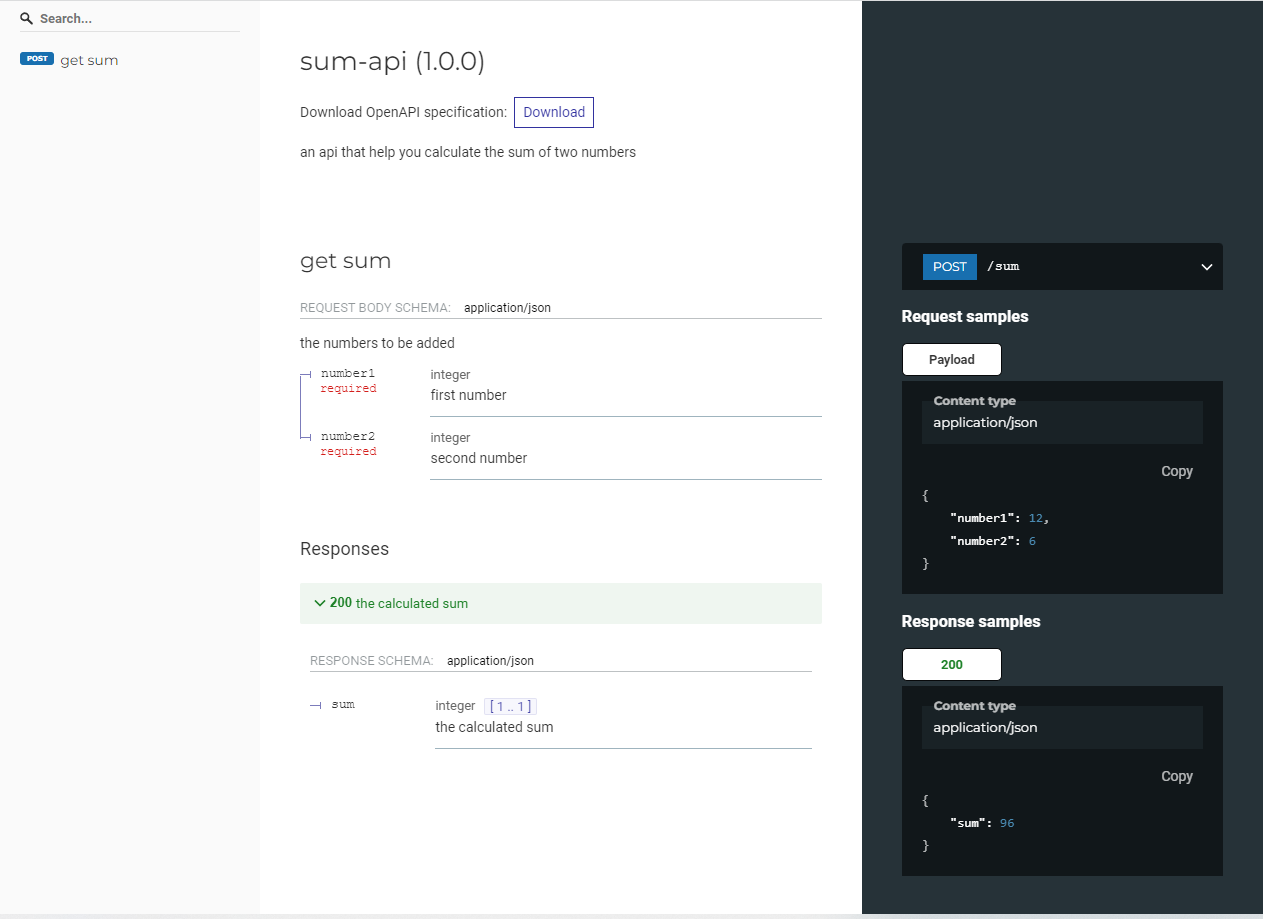 Search...
POST get sum
sum-api (1.0.0)
Download OpenAPI specification: Download
an api that help you calculate the sum of two numbers
get sum
REQUEST BODY SCHEMA: application/json
the numbers to be added
number1 integer
required first number
number2 integer
required second number
Responses
200 the calculated sum
RESPONSE SCHEMA: application/json
sum integer [ 1 .. 1 ]
the calculated sum
POST /sum
Request samples
Payload
Content type
application/json
Copy
{
"number1": 12,
"number2": 6
}
Response samples
200
Content type
application/json
Copy
{
"sum": 96
}